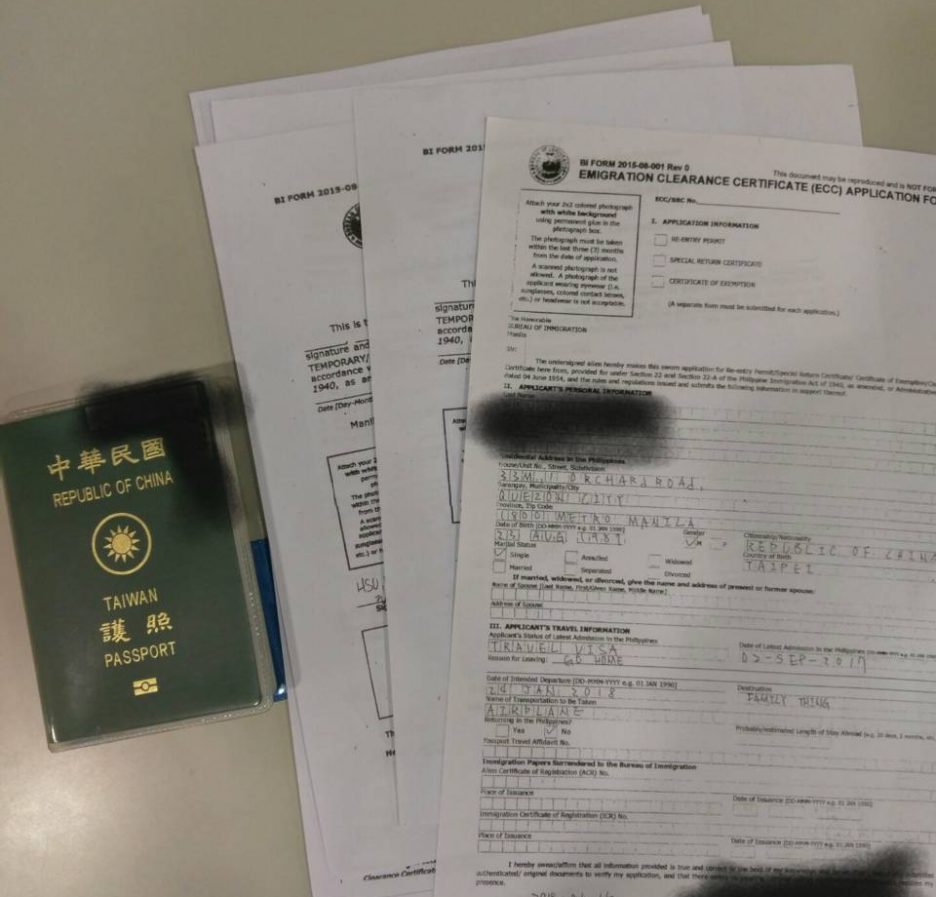 中華民國
REPUBLIC OF CHINA
TAIWAN
護照
PASSPORT
BI FORM 2015-08
This is t
signature and
TEMPORARY/
accordance
1940, as a
Date [Day-Mont
Manil
Attach your 2
with whit
HSU
BI FORM 201
Thi
signatur
TEMPOR
accorda
1940,
Date [Da
Attach
Clearance Certificat
BI FORM 2015-08-001 Rev 0
This document may be reproduced and is NOT FOR
EMIGRATION CLEARANCE CERTIFICATE (ECC) APPLICATION FO
Attach your 2x2 colored photograph
with white background
using permanent glue in the
photograph box.
The photograph must be taken
within the last three (3) months
from the date of application.
A scanned photograph is not
allowed. A photograph of the
applicant wearing eyewear (i.e.
sunglasses, colored contact lenses,
etc.) or headwear is not acceptable.
ECC/SRC No.
I. APPLICATION INFORMATION
RE-ENTRY PERMIT
SPECIAL RETURN CERTIFICATE
CERTIFICATE OF EXEMPTION
(A separate form must be submitted for each application.)
The Honorable
BUREAU OF IMMIGRATION
Manila
Sir:
The undersigned alien hereby makes this sworn application for Re-entry Permit/Special Return Certificate/ Certificate of Exemption/
Certificate here from, provided for under Section 22 and Section 22-A of the Philippine Immigration Act of 1940, as amended, or Administrative
dated 04 June 1954, and the rules and regulations issued and submits the following information in support thereof.
II. APPLICANT'S PERSONAL INFORMATION
Residential Address in the Philippines
House/Unit No., Street, Subdivision
33M, 1 ORCHARD ROAD,
Barangay, Municipality/City
QUEZON CITY
Province, Zip Code
1800 METRO MANILA
Date of Birth [DD-MMM-YYYY e.g. 01 JAN 1990]
Gender
Citizenship/Nationality
23 AUG 1989
M
REPUBLIC OF CHINA
Marital Status
Country of Birth
Single
Annulled
Widowed
TAIPEI
Married
Separated
Divorced
If married, widowed, or divorced, give the name and address of present or former spouse:
Name of Spouse [Last Name, First/Given Name, Middle Name]
Address of Spouse
III. APPLICANT'S TRAVEL INFORMATION
Applicant's Status of Latest Admission in the Philippines
Date of Latest Admission in the Philippines
TRAVEL VISA
02-SEP-2017
Reason for Leaving:
GO HOME
Date of Intended Departure [DD-MMM-YYYY e.g. 01 JAN 1990]
Destination
24 JAN 2018
FAMILY THING
Name of Transportation to Be Taken
AIRPLANE
Returning in the Philippines?
Probably/estimated Length of Stay Abroad (e.g. 20 days, 2 months, etc.
Yes
No
Passport Travel Affidavit No.
Immigration Papers Surrendered to the Bureau of Immigration
Alien Certificate of Registration (ACR) No.
Place of Issuance
Date of Issuance [DD-MMM-YYYY e.g. 01 JAN 1990]
Immigration Certificate of Registration (ICR) No.
Place of Issuance
Date of Issuance [DD-MMM-YYYY e.g. 01 JAN 1990]
I hereby swear/affirm that all information provided is true and correct to the best of my knowledge
authenticated/ original documents to verify my application, and that
presence.